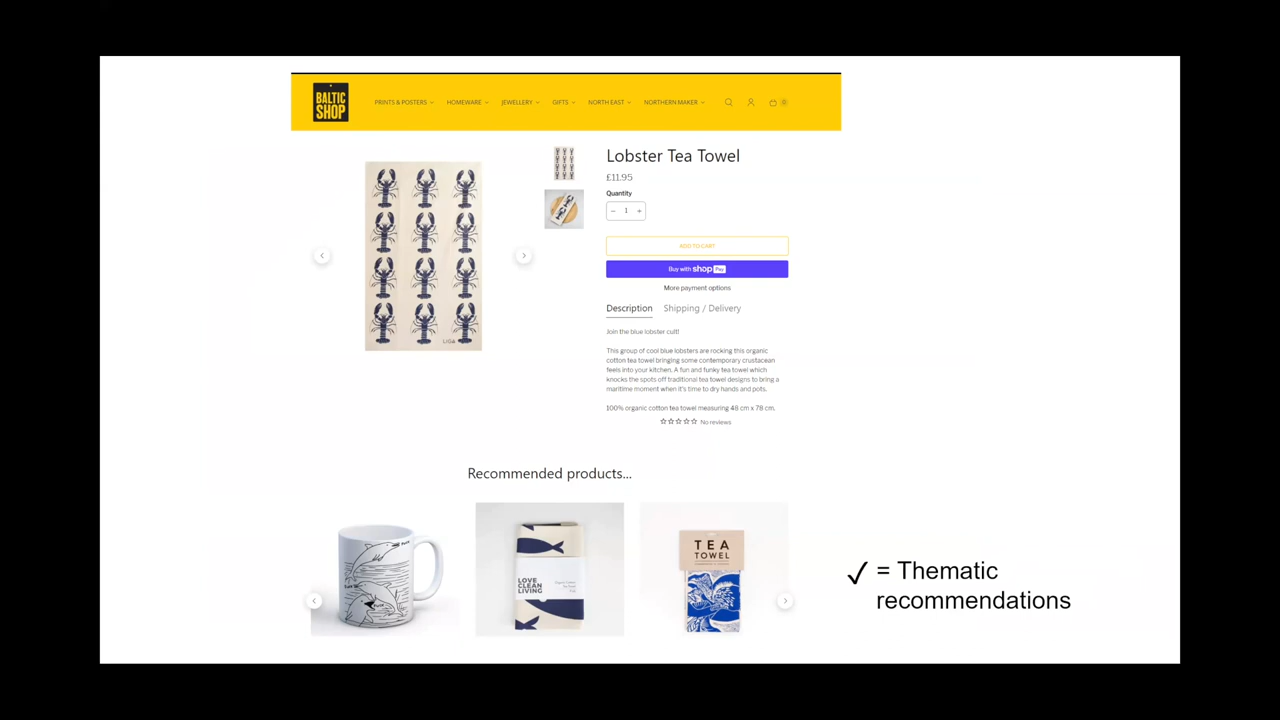 BALTIC
SHOP
PRINTS & POSTERS
HOMEWARE
JEWELLERY
GIFTS
NORTH EAST
NORTHERN MAKER
0
Lobster Tea Towel
£11.95
Quantity
− 1 +
ADD TO CART
Buy with shop Pay
More payment options
Description
Shipping / Delivery
Join the blue lobster cult!
This group of cool blue lobsters are rocking this organic
cotton tea towel bringing some contemporary crustacean
feels into your kitchen. A fun and funky tea towel which
knocks the spots off traditional tea towel designs to bring a
maritime moment when it's time to dry hands and pots.
100% organic cotton tea towel measuring 48 cm x 78 cm.
No reviews
LIGA
Recommended products...
LOVE
CLEAN
LIVING
TEA
TOWEL
✓ = Thematic
recommendations